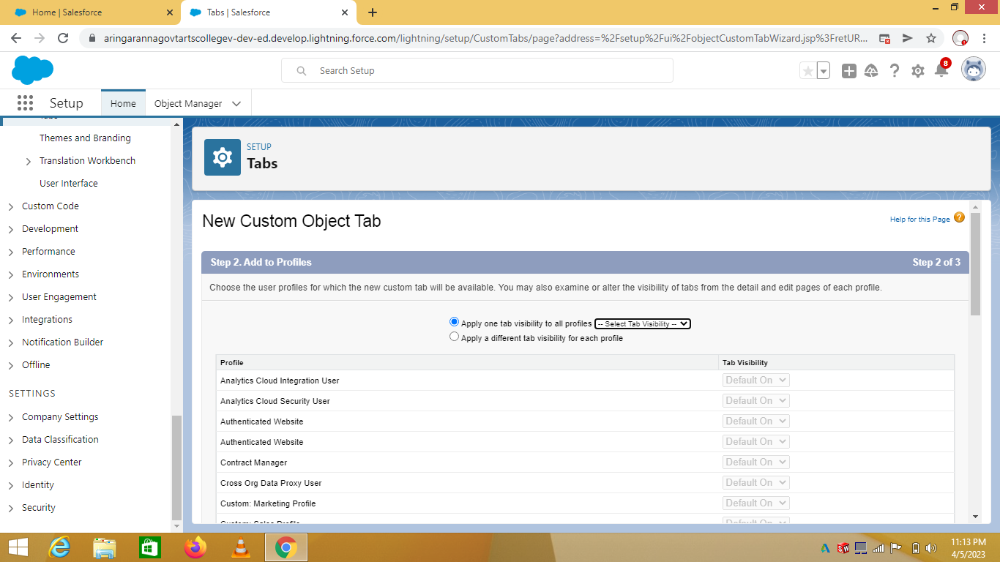 Home | Salesforce
Tabs | Salesforce
aringarannagovtartscollegev-dev-ed.develop.lightning.force.com/lightning/setup/CustomTabs/page?address=%2Fsetup%2Fui%2FobjectCustomTabWizard.jsp%3FretUR...
Search Setup
8
Setup
Home
Object Manager
Tabs
Themes and Branding
Translation Workbench
User Interface
Custom Code
Development
Performance
Environments
User Engagement
Integrations
Notification Builder
Offline
SETTINGS
Company Settings
Data Classification
Privacy Center
Identity
Security
SETUP
Tabs
New Custom Object Tab
Help for this Page
Step 2. Add to Profiles
Step 2 of 3
Choose the user profiles for which the new custom tab will be available. You may also examine or alter the visibility of tabs from the detail and edit pages of each profile.
Apply one tab visibility to all profiles -- Select Tab Visibility --
Apply a different tab visibility for each profile
Profile Tab Visibility
Analytics Cloud Integration User Default On
Analytics Cloud Security User Default On
Authenticated Website Default On
Authenticated Website Default On
Contract Manager Default On
Cross Org Data Proxy User Default On
Custom: Marketing Profile Default On
Custom: Sales Profile Default On
11:13 PM
4/5/2023